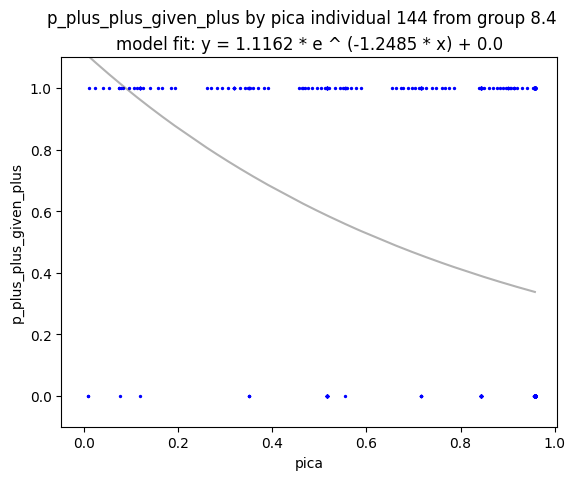 p_plus_plus_given_plus by pica individual 144 from group 8.4
model fit: y = 1.1162 * e ^ (-1.2485 * x) + 0.0
1.0
0.8
0.6
0.4
0.2
0.0
p_plus_plus_given_plus
0.0 0.2 0.4 0.6 0.8 1.0
pica